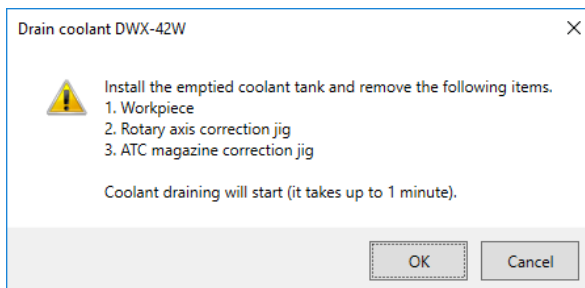 Drain coolant DWX-42W
Install the emptied coolant tank and remove the following items.
1. Workpiece
2. Rotary axis correction jig
3. ATC magazine correction jig
Coolant draining will start (it takes up to 1 minute).
OK
Cancel